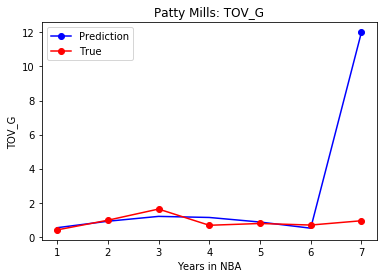 Patty Mills: TOV_G
Prediction
True
TOV_G
12
10
8
6
4
2
0
1 2 3 4 5 6 7
Years in NBA